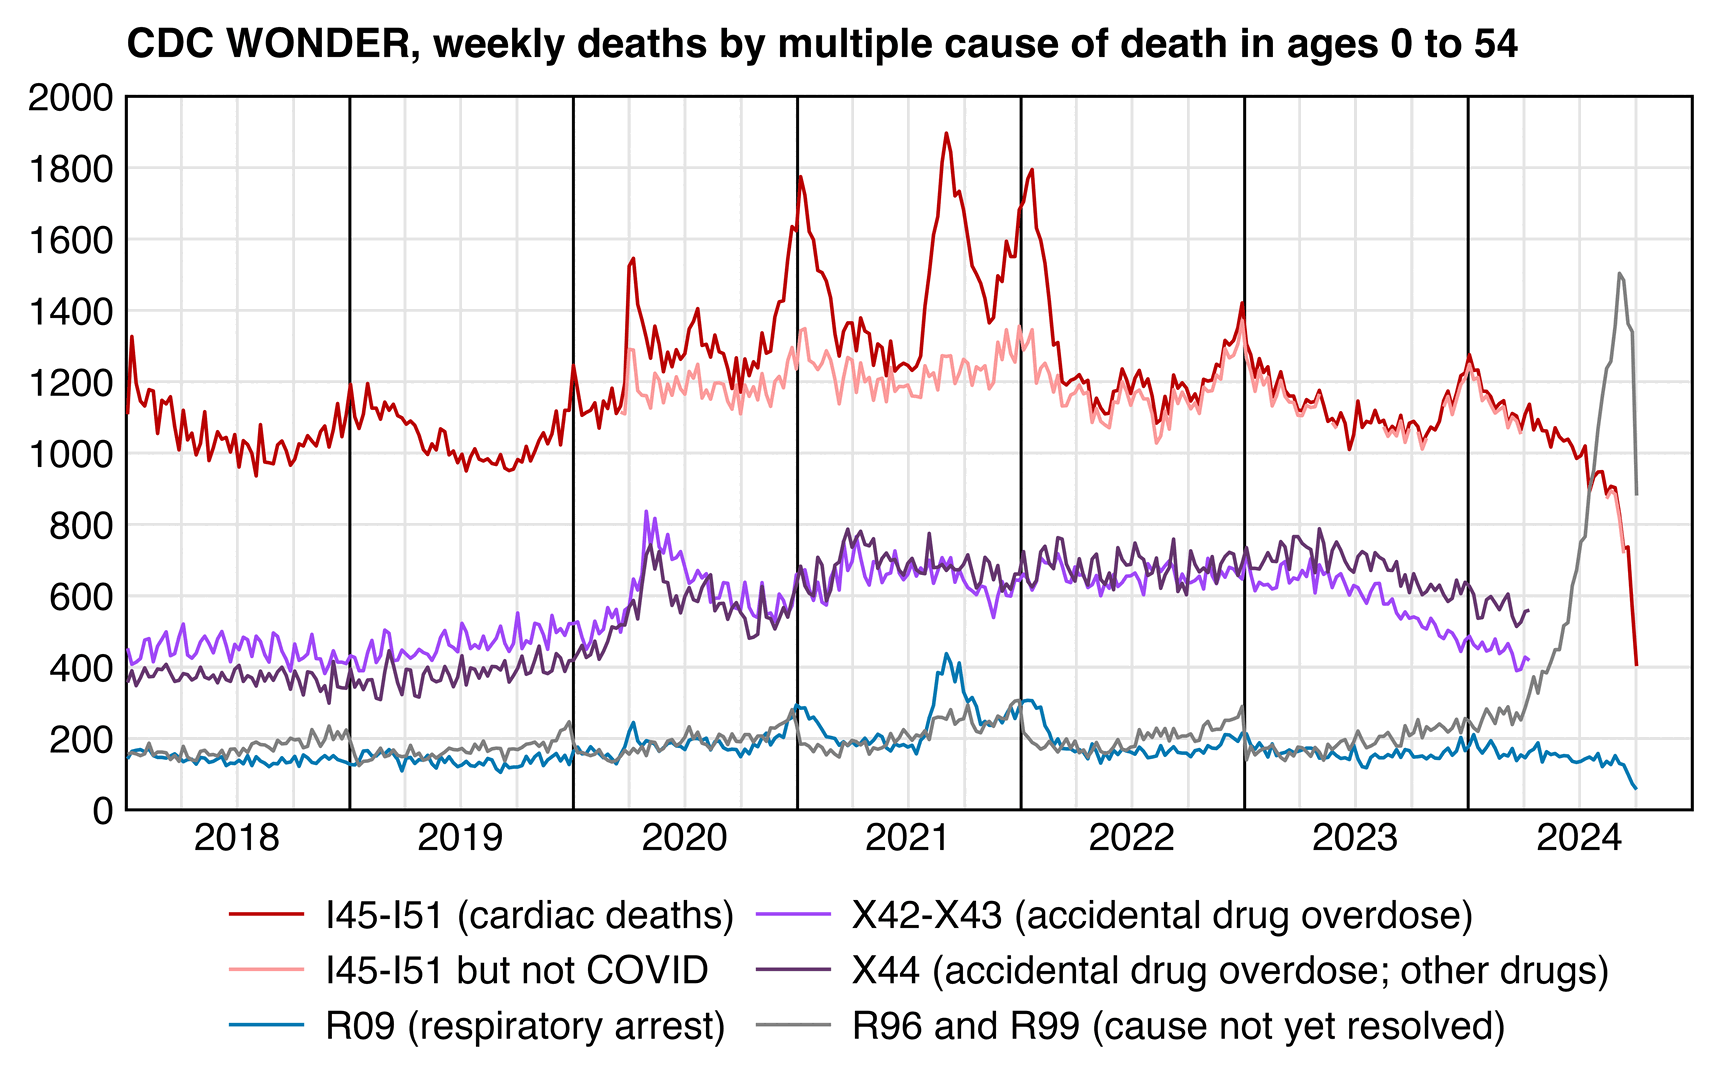 CDC WONDER, weekly deaths by multiple cause of death in ages 0 to 54
2000
1800
1600
1400
1200
1000
800
600
400
200
0
2018 2019 2020 2021 2022 2023 2024
I45-I51 (cardiac deaths) X42-X43 (accidental drug overdose)
I45-I51 but not COVID X44 (accidental drug overdose; other drugs)
R09 (respiratory arrest) R96 and R99 (cause not yet resolved)